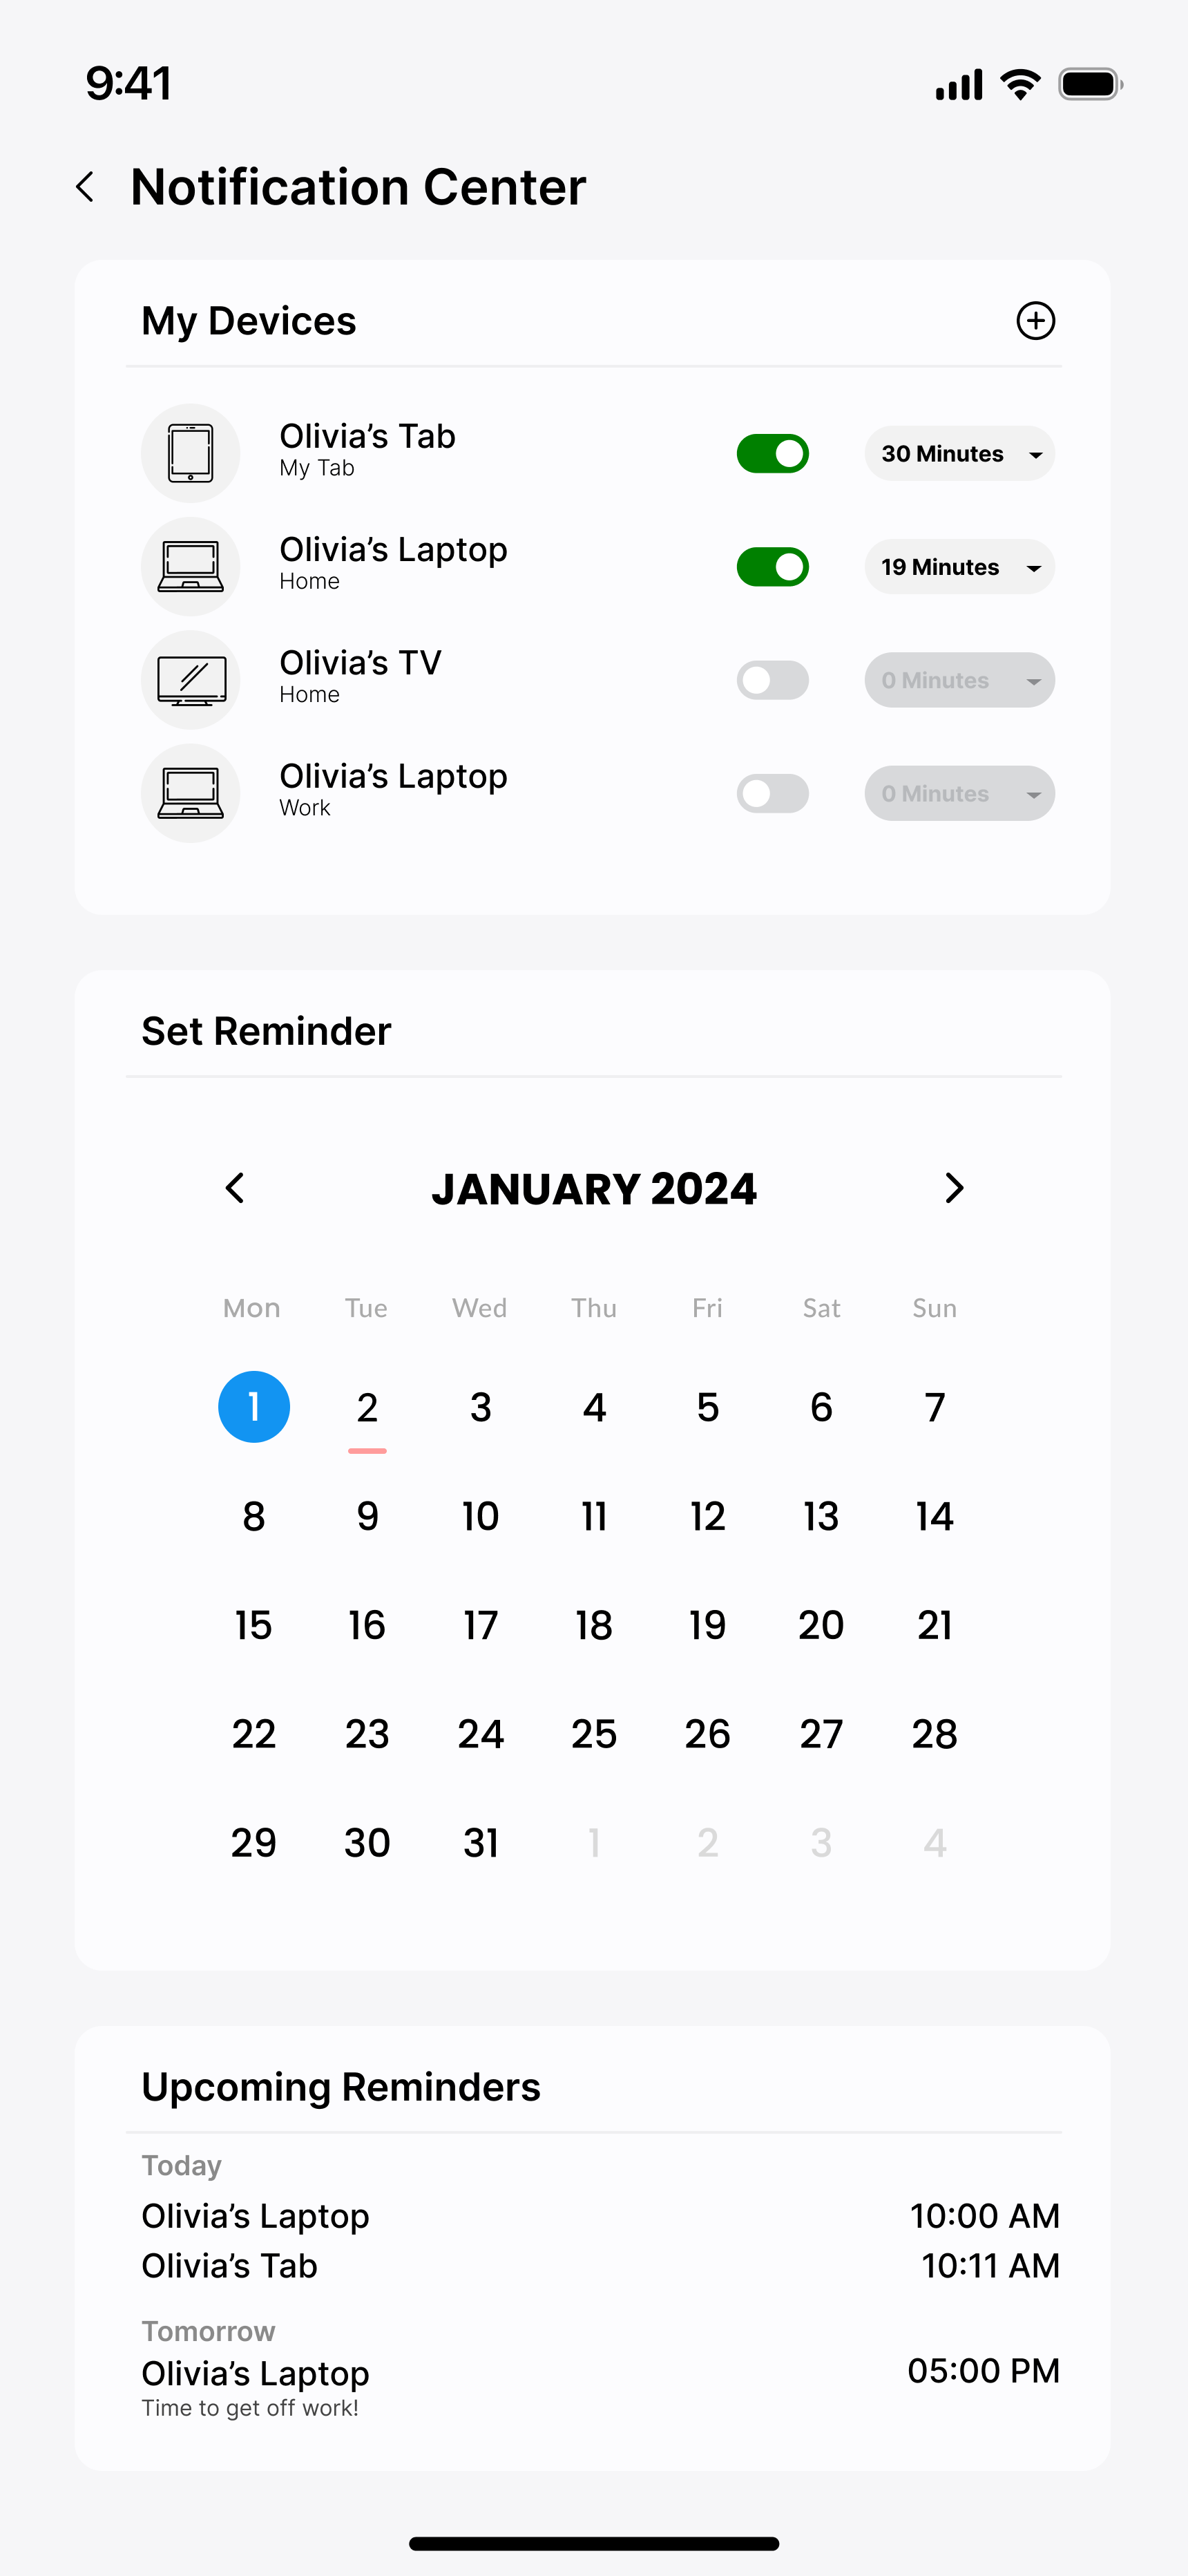 9:41
Notification Center
My Devices
Olivia’s Tab
My Tab
30 Minutes
Olivia’s Laptop
Home
19 Minutes
Olivia’s TV
Home
0 Minutes
Olivia’s Laptop
Work
0 Minutes
Set Reminder
JANUARY 2024
Mon Tue Wed Thu Fri Sat Sun
1 2 3 4 5 6 7
8 9 10 11 12 13 14
15 16 17 18 19 20 21
22 23 24 25 26 27 28
29 30 31 1 2 3 4
Upcoming Reminders
Today
Olivia’s Laptop 10:00 AM
Olivia’s Tab 10:11 AM
Tomorrow
Olivia’s Laptop 05:00 PM
Time to get off work!